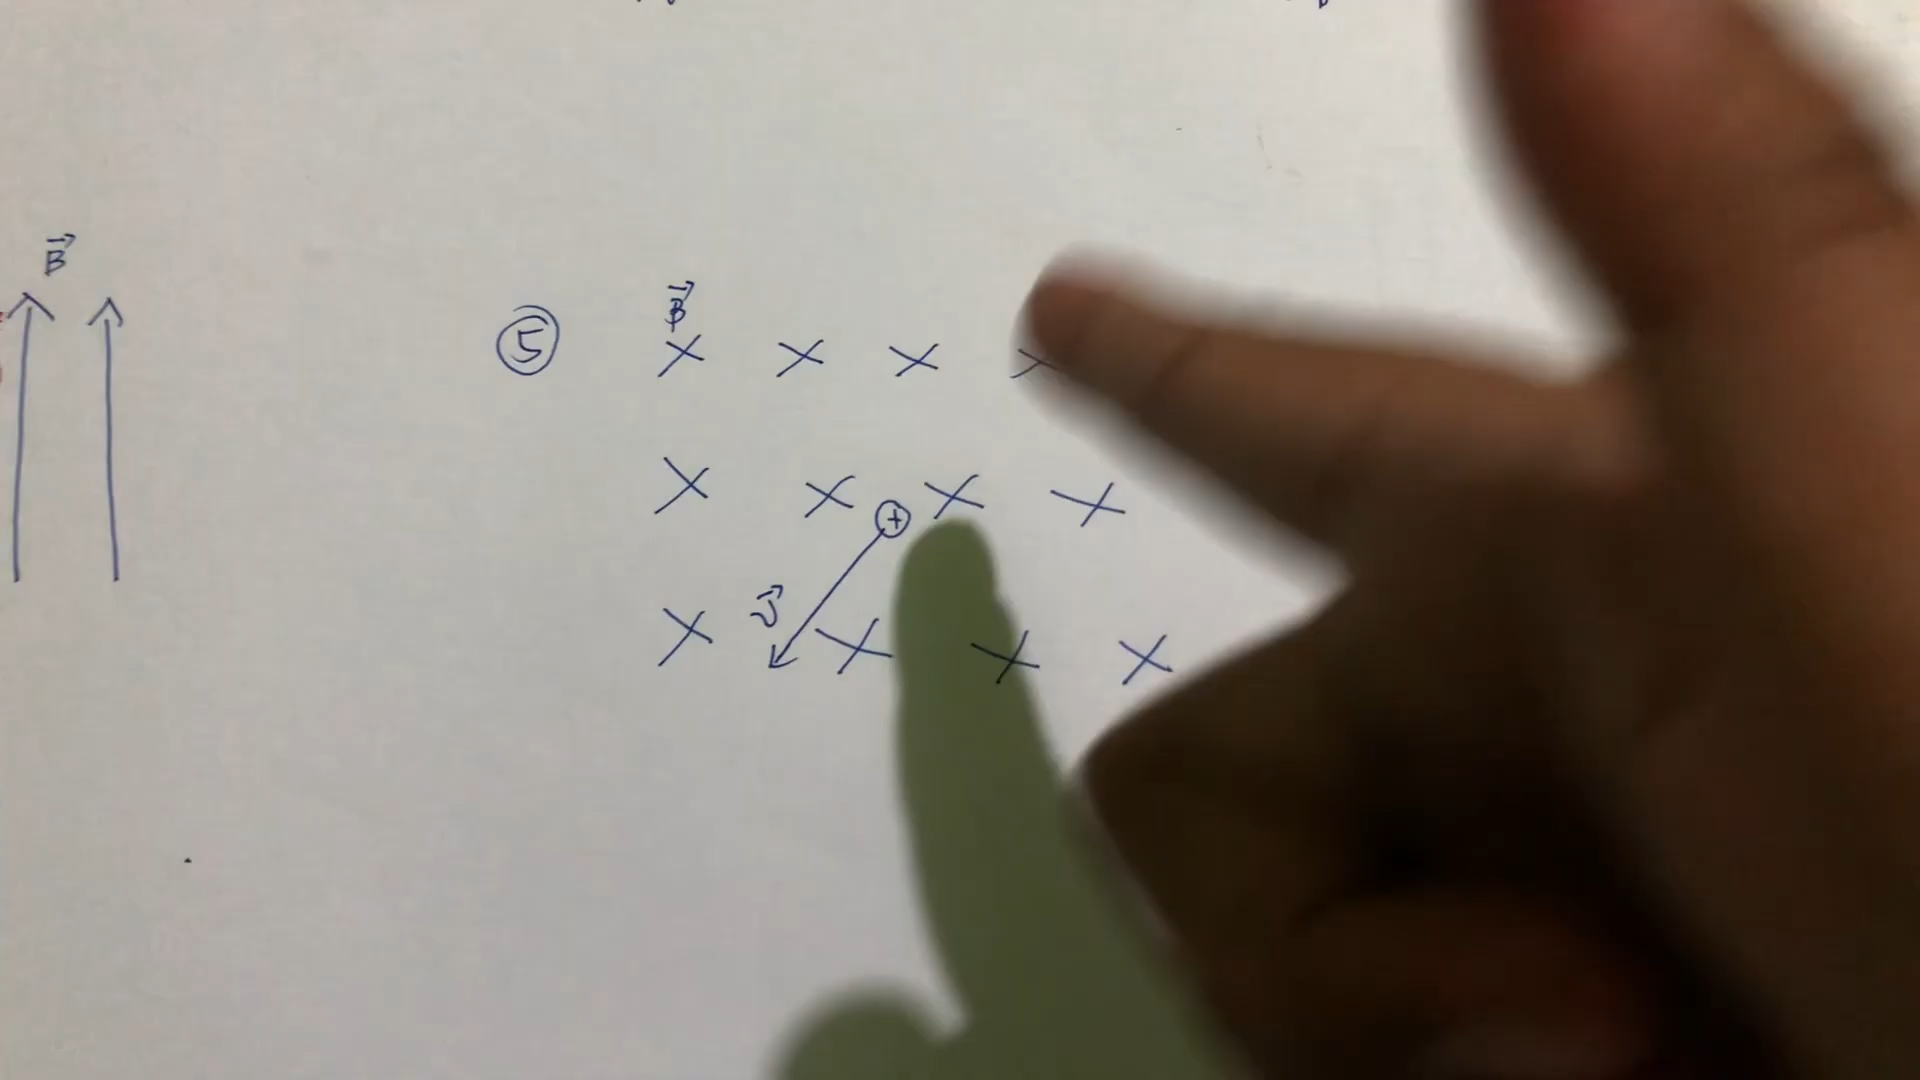 B⃗
⑤
B⃗
× × × ×
× × + × ×
v⃗
× × × ×